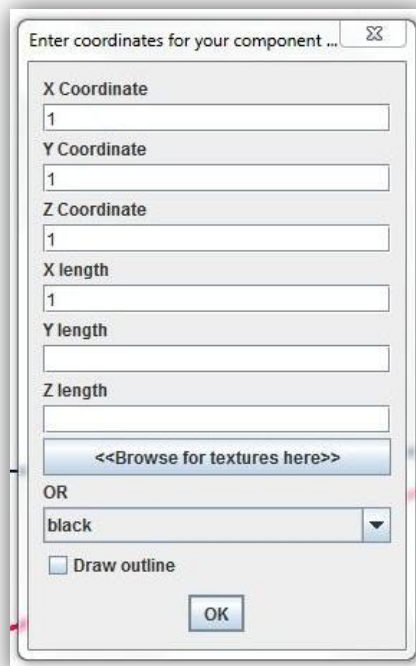 Enter coordinates for your component ...
X Coordinate
1
Y Coordinate
1
Z Coordinate
1
X length
1
Y length
Z length
<<Browse for textures here>>
OR
black
Draw outline
OK